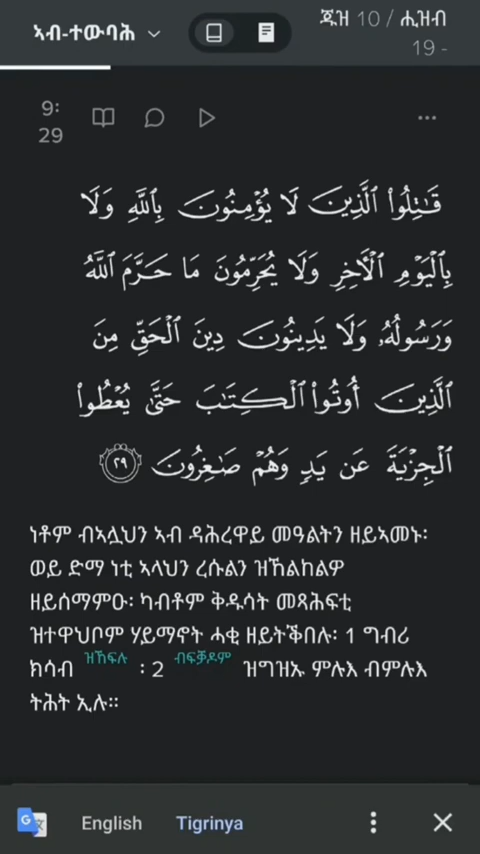 ኣብ-ተውባሕ
ጁዝ 10 / ሒዝብ
19 -
9:
29
قَٰتِلُوا۟ ٱلَّذِينَ لَا يُؤْمِنُونَ بِٱللَّهِ وَلَا
بِٱلْيَوْمِ ٱلْءَاخِرِ وَلَا يُحَرِّمُونَ مَا حَرَّمَ ٱللَّهُ
وَرَسُولُهُۥ وَلَا يَدِينُونَ دِينَ ٱلْحَقِّ مِنَ
ٱلَّذِينَ أُوتُوا۟ ٱلْكِتَٰبَ حَتَّىٰ يُعْطُوا۟
ٱلْجِزْيَةَ عَن يَدٍ وَهُمْ صَٰغِرُونَ ٢٩
ነቶም ብኣሏህን ኣብ ዳሕረዋይ መዓልትን ዘይኣመኑ፡
ወይ ድማ ነቲ ኣላህን ረሱልን ዝኸልከልዎ
ዘይሰማምዑ፡ ካብቶም ቅዱሳት መጻሕፍቲ
ዝተዋህቦም ሃይማኖት ሓቂ ዘይትቕበሉ፡ 1 ግብሪ
ክሳብ ዝኸፍሉ ፡ 2 ብፍቓዶም ዝግዝኡ ምሉእ ብምሉእ
ትሕት ኢሉ።
English
Tigrinya